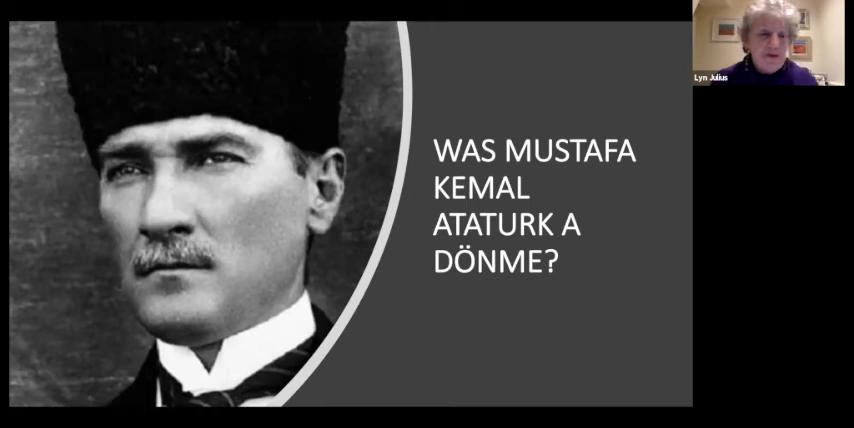 WAS MUSTAFA
KEMAL
ATATURK A
DÖNME?
Lyn Julius